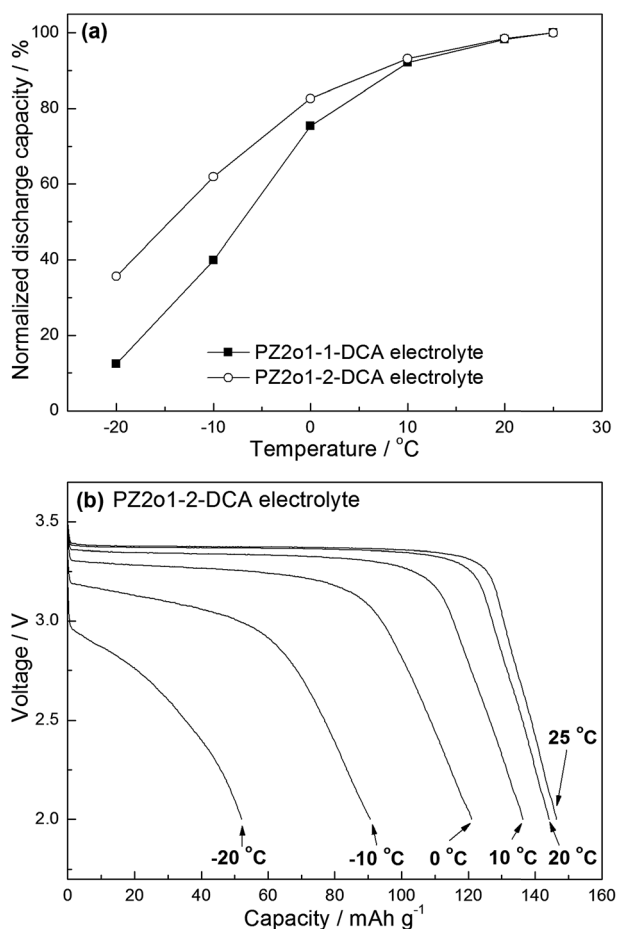 (a)
Normalized discharge capacity / %
100
80
60
40
20
0
PZ2o1-1-DCA electrolyte
PZ2o1-2-DCA electrolyte
-20 -10 0 10 20 30
Temperature / °C
(b) PZ2o1-2-DCA electrolyte
Voltage / V
3.5
3.0
2.5
2.0
25 °C
-20 °C -10 °C 0 °C 10 °C 20 °C
0 20 40 60 80 100 120 140 160
Capacity / mAh g⁻¹